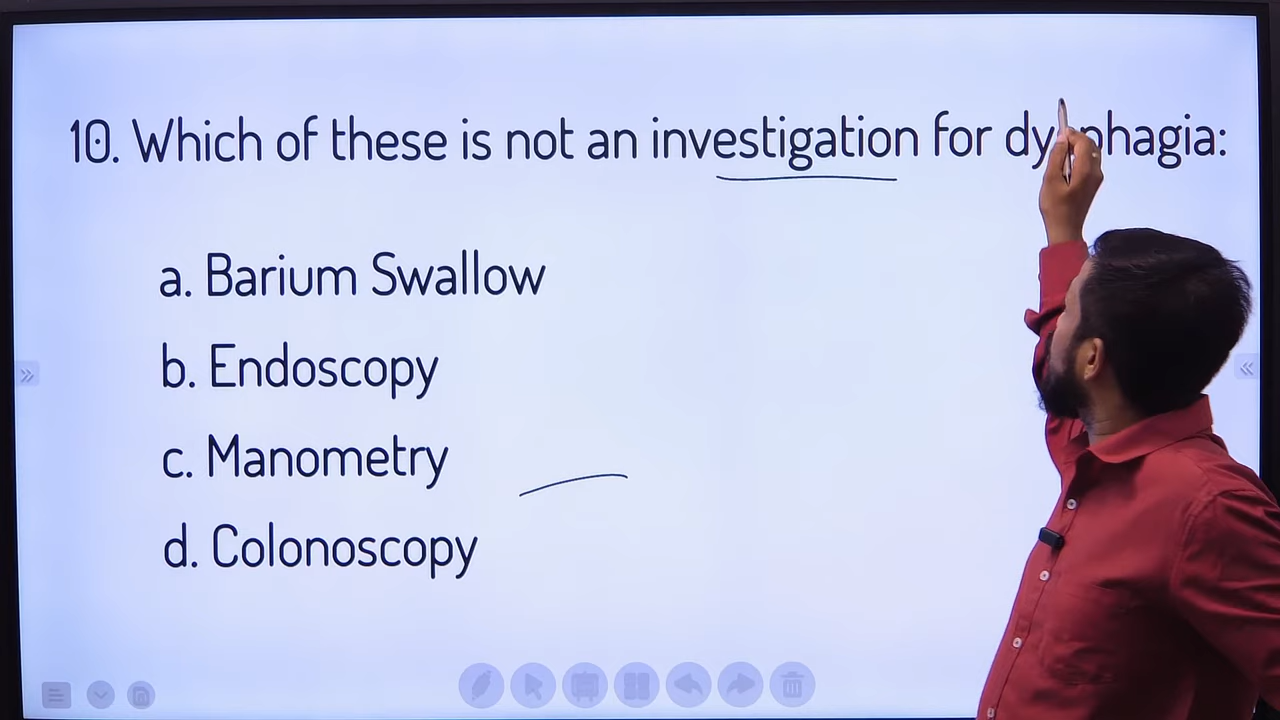 10. Which of these is not an investigation for dysphagia:
a. Barium Swallow
b. Endoscopy
c. Manometry
d. Colonoscopy